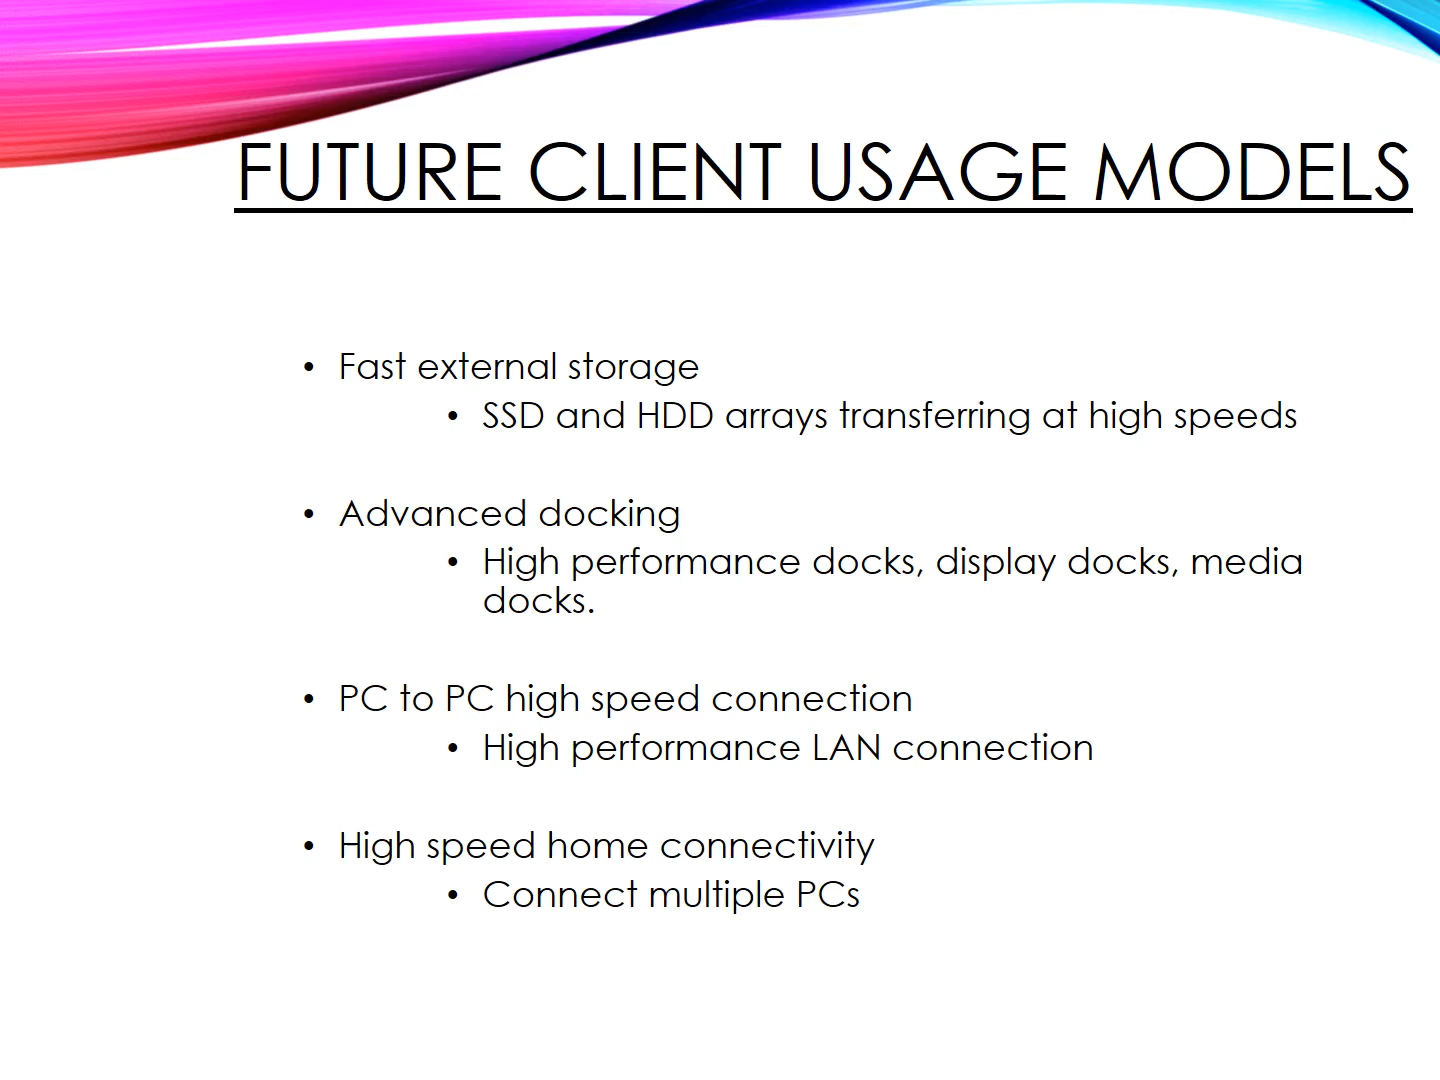 FUTURE CLIENT USAGE MODELS
• Fast external storage
• SSD and HDD arrays transferring at high speeds
• Advanced docking
• High performance docks, display docks, media
docks.
• PC to PC high speed connection
• High performance LAN connection
• High speed home connectivity
• Connect multiple PCs